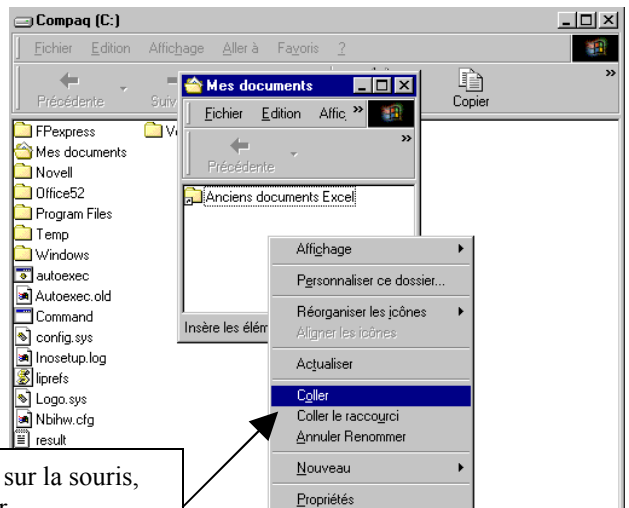 Compaq (C:)
Fichier Edition Affichage Aller à Favoris ?
Précédente Copier
Mes documents
Fichier Edition
Précédente
Anciens documents Excel
FPexpress
Mes documents
Novell
Office52
Program Files
Temp
Windows
autoexec
Autoexec.old
Command
config.sys
Inosetup.log
liprefs
Logo.sys
Nbihw.cfg
result
Insère les
Affichage
Personnaliser ce dossier...
Réorganiser les icônes
Aligner les icônes
Actualiser
Coller
Coller le raccourci
Annuler Renommer
Nouveau
Propriétés
sur la souris,